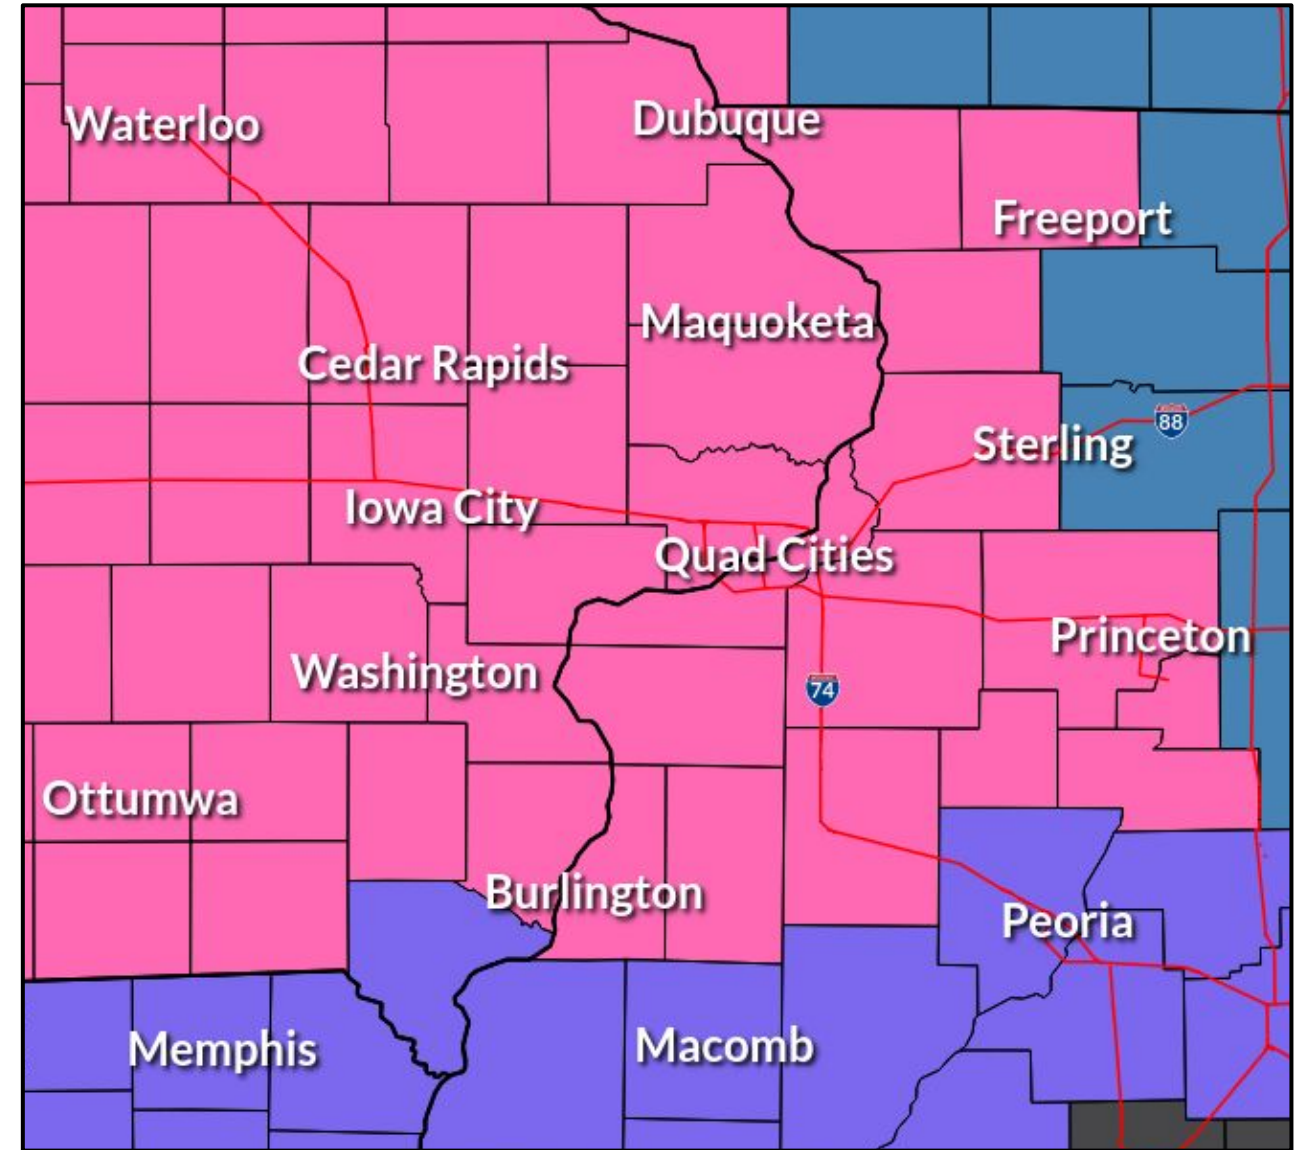 Waterloo
Dubuque
Freeport
Maquoketa
Cedar Rapids
88
Sterling
Iowa City
Quad Cities
Princeton
Washington
74
Ottumwa
Burlington
Peoria
Memphis
Macomb